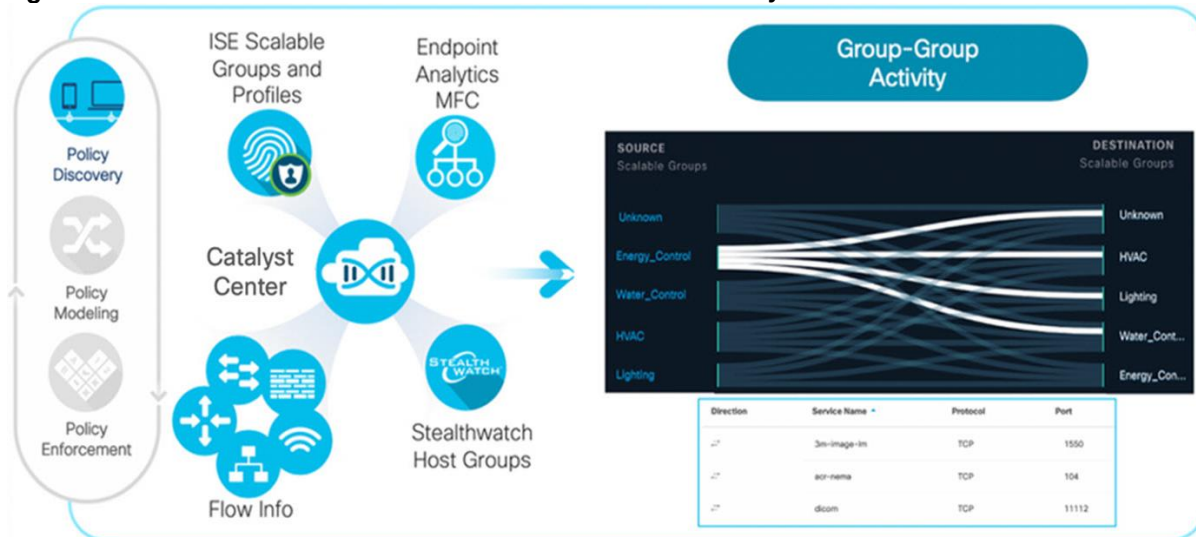 Policy
Discovery
Policy
Modeling
Policy
Enforcement
ISE Scalable
Groups and
Profiles
Endpoint
Analytics
MFC
Catalyst
Center
STEALTH
WATCH
Stealthwatch
Host Groups
Flow Info
Group-Group
Activity
SOURCE
Scalable Groups
DESTINATION
Scalable Groups
Unknown
Energy_Control
Water_Control
HVAC
Lighting
Unknown
HVAC
Lighting
Water_Cont...
Energy_Con...
Direction Service Name Protocol Port
3m-image-lm TCP 1550
acr-nema TCP 104
dicom TCP 11112